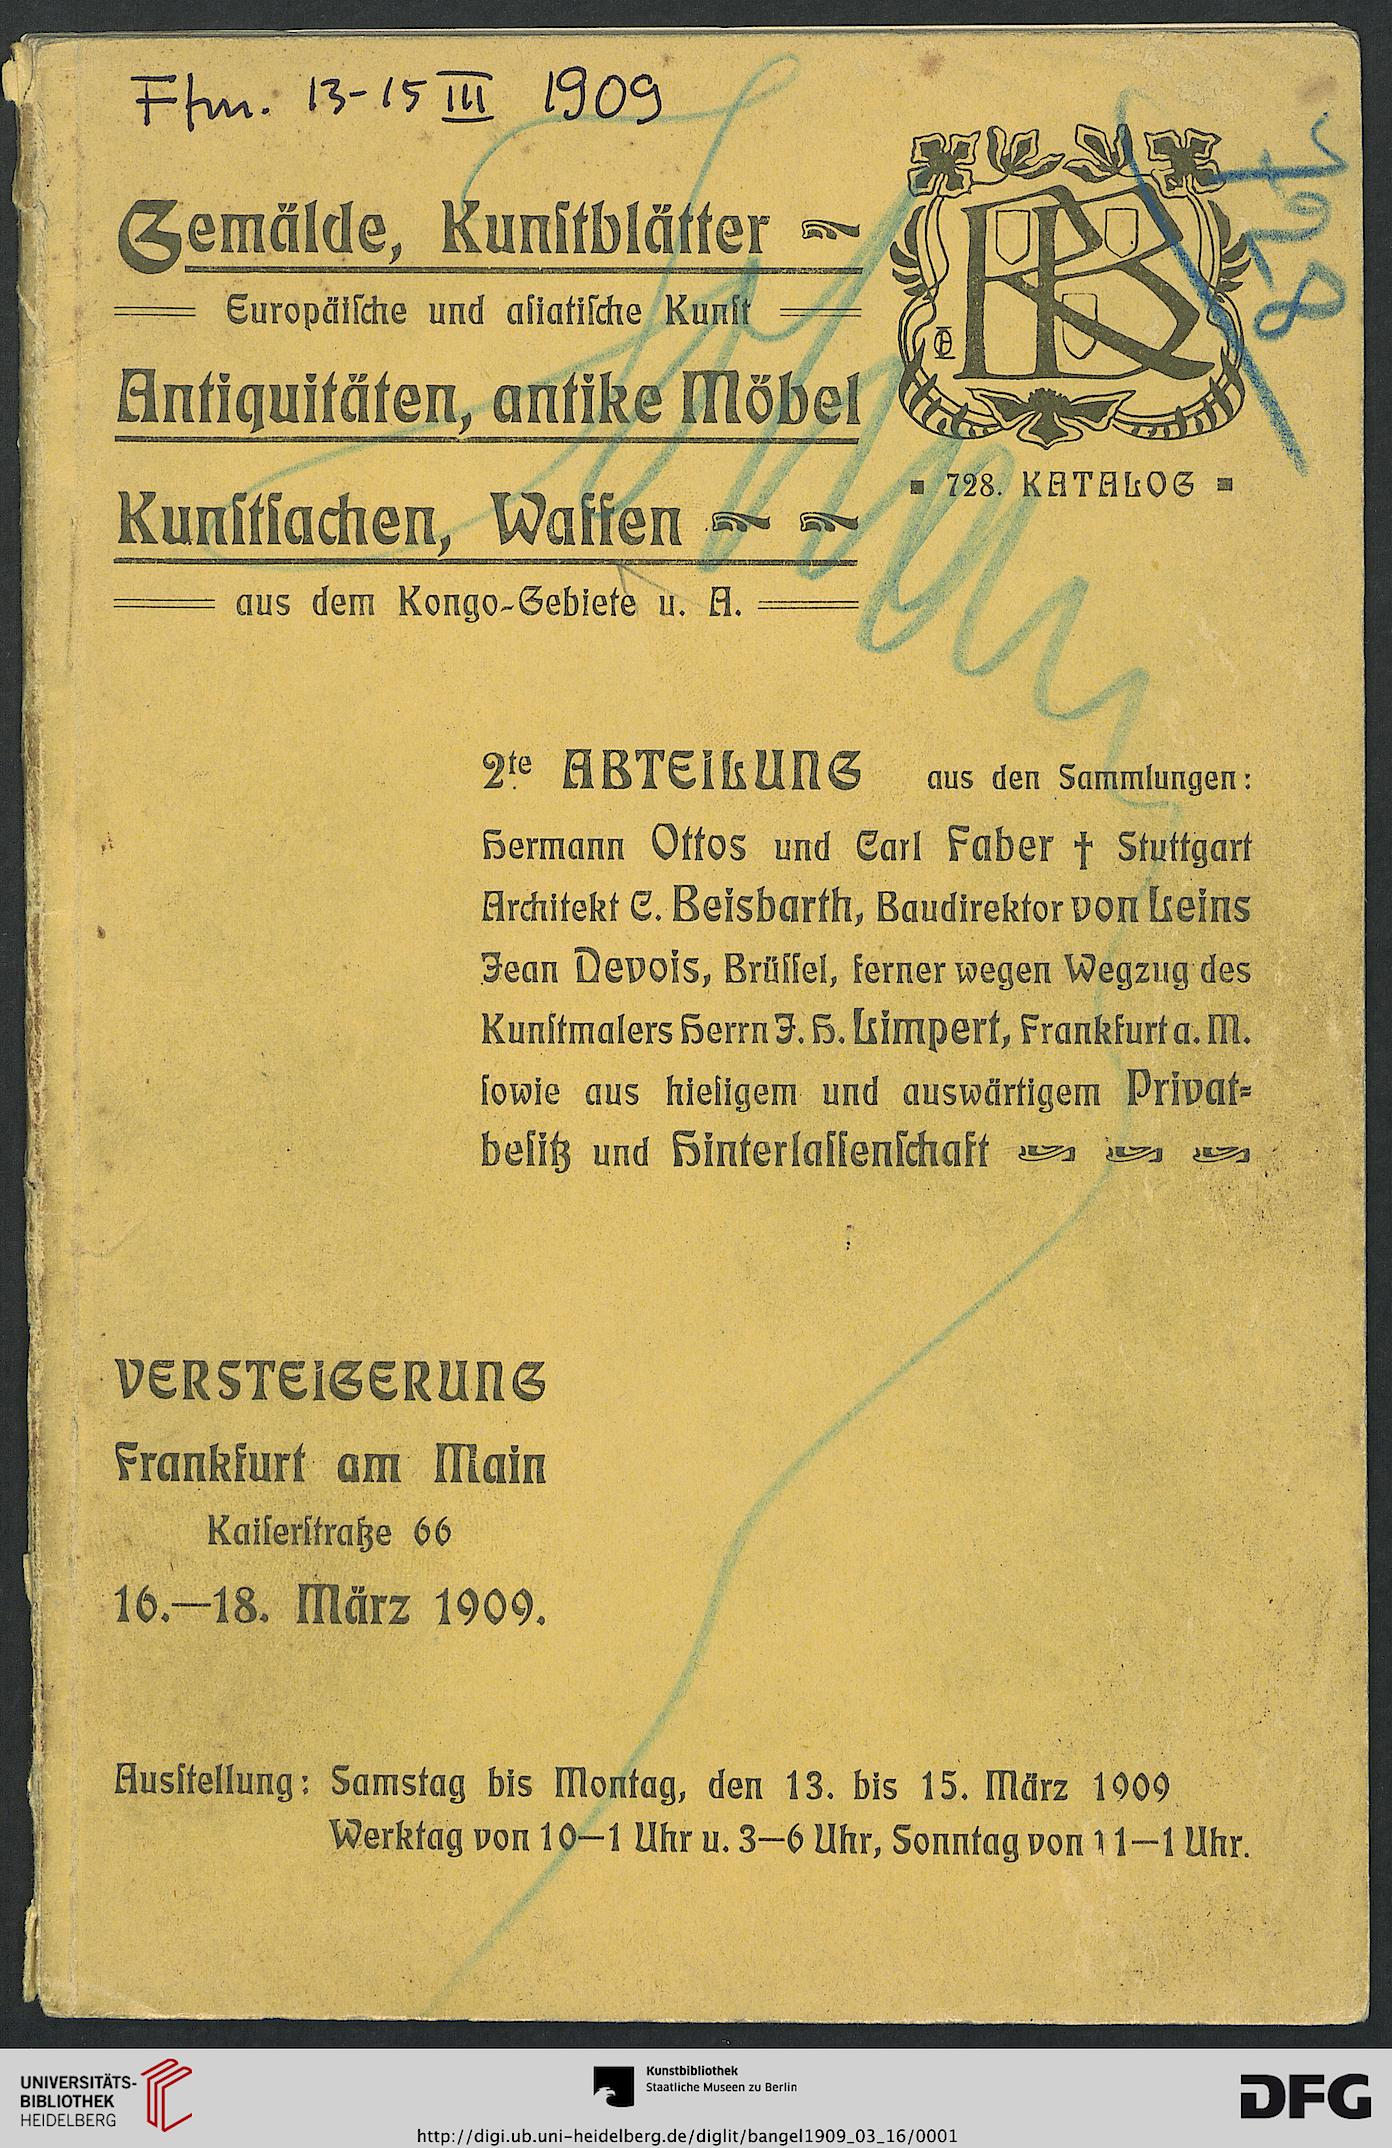 Ffm. 13-15 III 1909
Gemälde, Kunſtblätter
Europäiſche und aſiatiſche Kunſt
Antiquitäten, antike Möbel
Kunſtſachen, Waffen
aus dem Kongo-Gebiete u. A.
RB
728. KATALOG
2te ABTEILUNG aus den Sammlungen:
Hermann Ottos und Carl Faber † Stuttgart
Architekt C. Beisbarth, Baudirektor von Leins
Jean Devois, Brüſſel, ferner wegen Wegzug des
Kunſtmalers Herrn J. H. Limpert, Frankfurt a. M.
ſowie aus hieſigem und auswärtigem Privat=
beſitz und Hinterlaſſenſchaft
VERSTEIGERUNG
Frankfurt am Main
Kaiſerſtraße 66
16.—18. März 1909.
Ausſtellung: Samstag bis Montag, den 13. bis 15. März 1909
Werktag von 10—1 Uhr u. 3—6 Uhr, Sonntag von 11—1 Uhr.
UNIVERSITÄTS-
BIBLIOTHEK
HEIDELBERG
Kunstbibliothek
Staatliche Museen zu Berlin
DFG
http://digi.ub.uni-heidelberg.de/diglit/bangel1909_03_16/0001